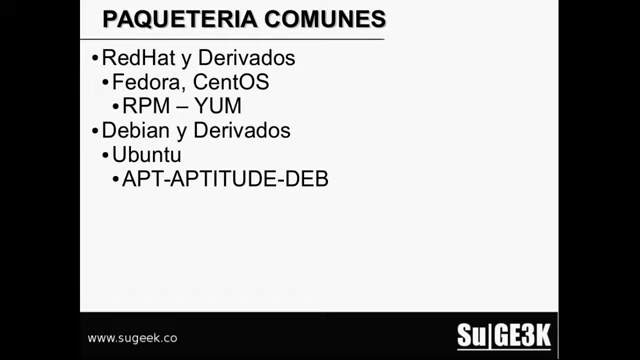 PAQUETERIA COMUNES
•RedHat y Derivados
•Fedora, CentOS
•RPM – YUM
•Debian y Derivados
•Ubuntu
•APT-APTITUDE-DEB
www.sugeek.co
Su|GE3K